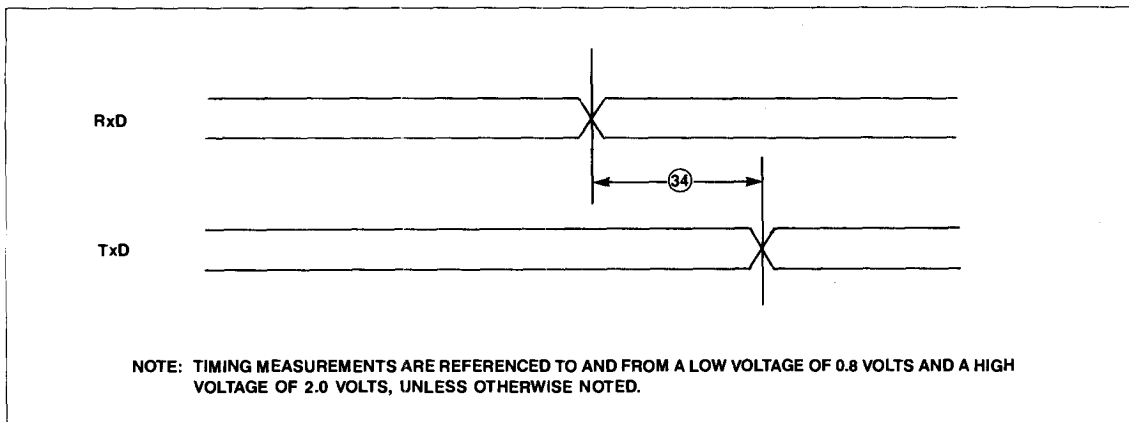 RxD
34
TxD
NOTE: TIMING MEASUREMENTS ARE REFERENCED TO AND FROM A LOW VOLTAGE OF 0.8 VOLTS AND A HIGH
VOLTAGE OF 2.0 VOLTS, UNLESS OTHERWISE NOTED.